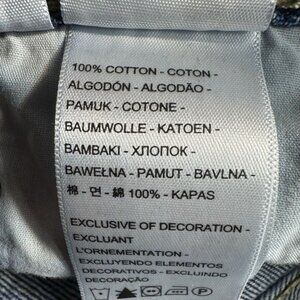 100% COTTON - COTON -
ALGODÓN - ALGODÃO -
PAMUK - COTONE -
BAUMWOLLE - KATOEN -
BAMBAKI - ХЛОПОК -
BAWEŁNA - PAMUT - BAVLNA -
棉 - 면 - 綿 100% - KAPAS
EXCLUSIVE OF DECORATION -
EXCLUANT
L'ORNEMENTATION -
EXCLUYENDO ELEMENTOS
DECORATIVOS - EXCLUINDO
DECORAÇÃO